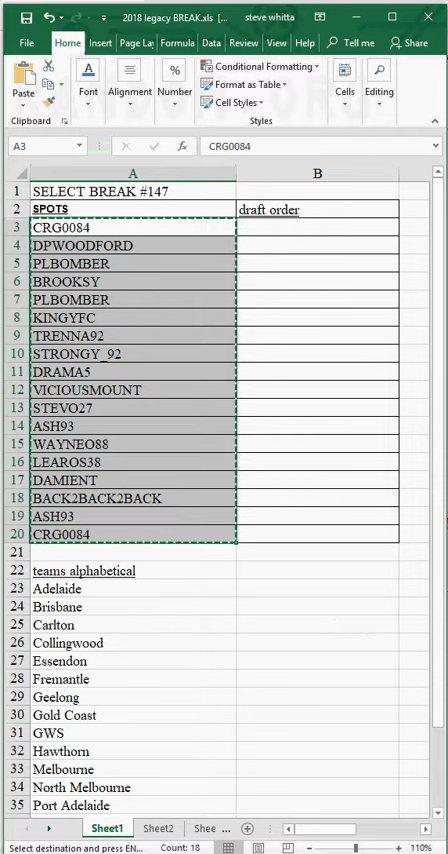 2018 legacy BREAK.xls [... steve whitta
File Home Insert Page Lay Formula Data Review View Help Tell me Share
Paste Font Alignment Number Conditional Formatting Format as Table Cell Styles Cells Editing
Clipboard Styles
A3 fx CRG0084
A B
1 SELECT BREAK #147
2 SPOTS draft order
3 CRG0084
4 DPWOODFORD
5 PLBOMBER
6 BROOKSY
7 PLBOMBER
8 KINGYFC
9 TRENNA92
10 STRONGY_92
11 DRAMA5
12 VICIOUSMOUNT
13 STEVO27
14 ASH93
15 WAYNEO88
16 LEAROS38
17 DAMIENT
18 BACK2BACK2BACK
19 ASH93
20 CRG0084
21
22 teams alphabetical
23 Adelaide
24 Brisbane
25 Carlton
26 Collingwood
27 Essendon
28 Fremantle
29 Geelong
30 Gold Coast
31 GWS
32 Hawthorn
33 Melbourne
34 North Melbourne
35 Port Adelaide
Sheet1 Sheet2 Shee ...
Select destination and press EN... Count: 18 110%